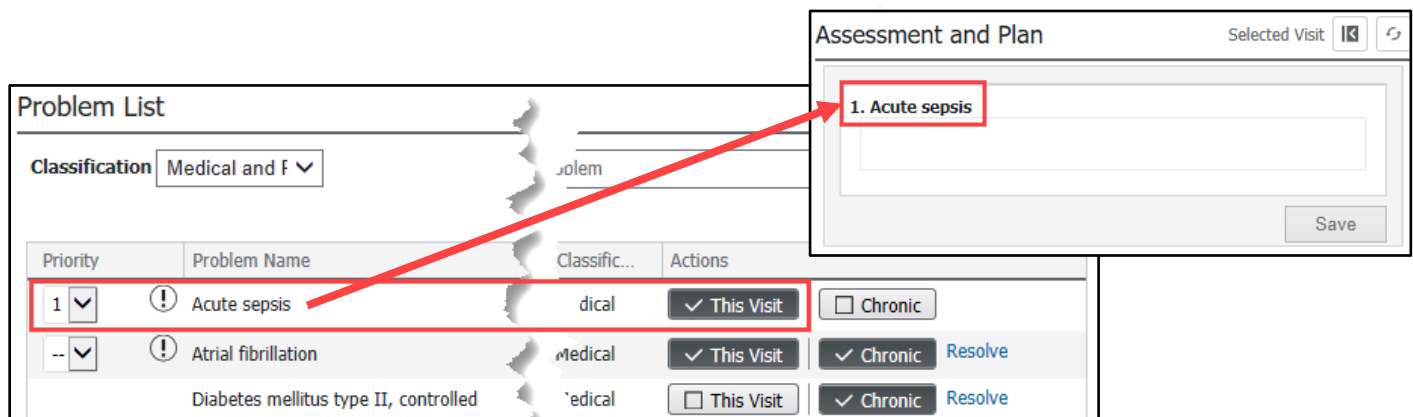 Assessment and Plan
Selected Visit
1. Acute sepsis
Save
Problem List
Classification Medical and F
Priority Problem Name Classific... Actions
1 Acute sepsis This Visit Chronic
-- Atrial fibrillation Medical This Visit Chronic Resolve
Diabetes mellitus type II, controlled This Visit Chronic Resolve